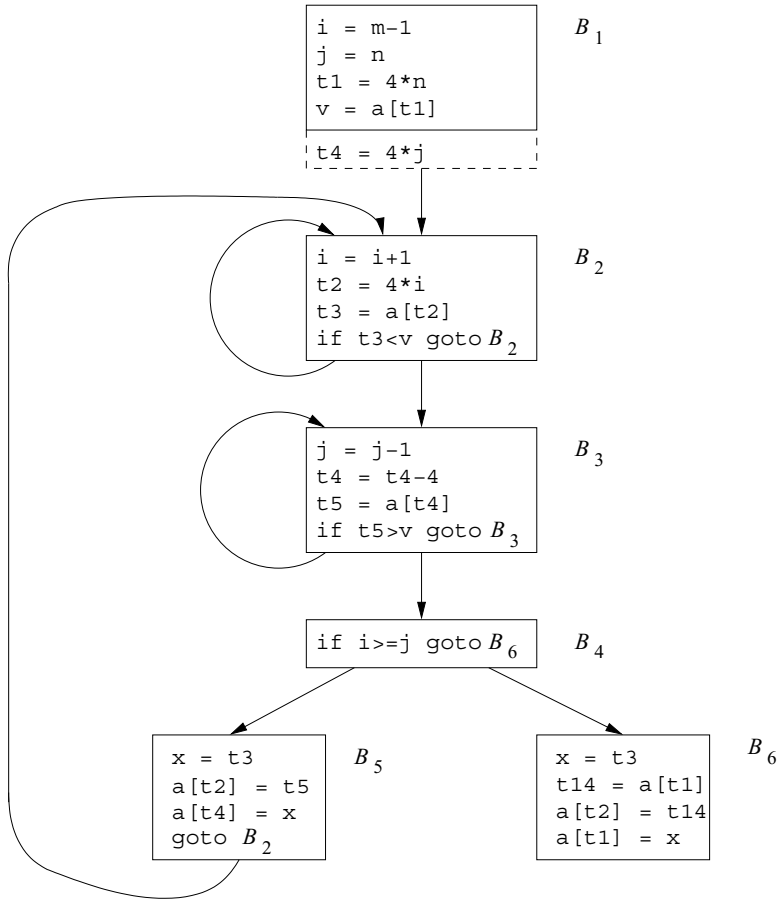 i = m-1
j = n
t1 = 4*n
v = a[t1]
B1
t4 = 4*j
i = i+1
t2 = 4*i
t3 = a[t2]
if t3<v goto B2
B2
j = j-1
t4 = t4-4
t5 = a[t4]
if t5>v goto B3
B3
if i>=j goto B6
B4
x = t3
a[t2] = t5
a[t4] = x
goto B2
B5
x = t3
t14 = a[t1]
a[t2] = t14
a[t1] = x
B6